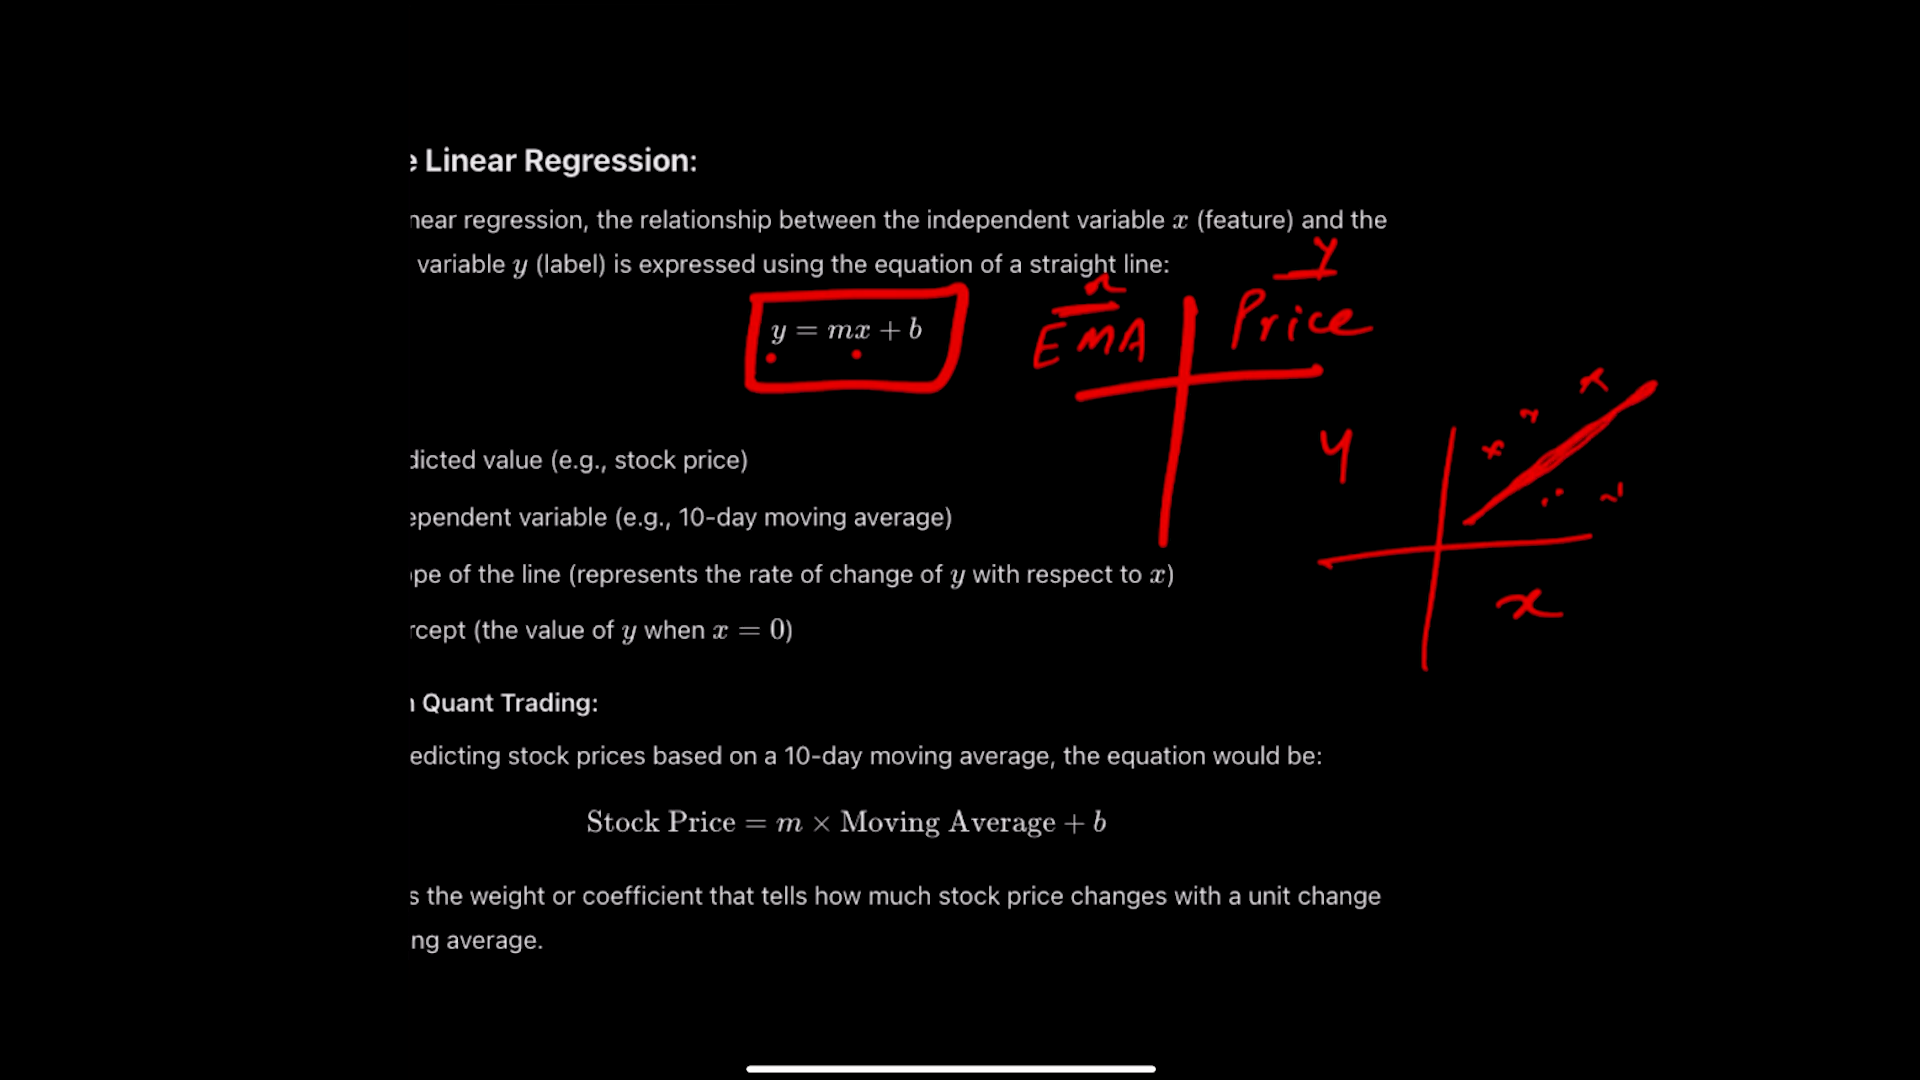 e Linear Regression:
near regression, the relationship between the independent variable x (feature) and the
variable y (label) is expressed using the equation of a straight line:
y
x
y = mx + b
EMA Price
y
dicted value (e.g., stock price)
ependent variable (e.g., 10-day moving average)
pe of the line (represents the rate of change of y with respect to x)
x
rcept (the value of y when x = 0)
n Quant Trading:
edicting stock prices based on a 10-day moving average, the equation would be:
Stock Price = m × Moving Average + b
s the weight or coefficient that tells how much stock price changes with a unit change
ng average.